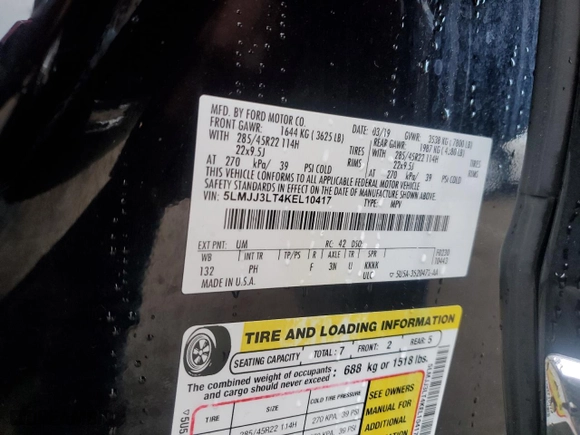 MFD. BY FORD MOTOR CO.
03/19 GVWR: 3538 KG (7800 LB)
FRONT GAWR: 1644 KG (3625 LB) REAR GAWR: 1987 KG (4380 LB)
WITH 285/45R22 114H TIRES WITH 285/45R22 114H TIRES
22x9.5J RIMS 22x9.5J RIMS
AT 270 kPa/ 39 PSI COLD AT 270 kPa/ 39 PSI COLD
THIS VEHICLE CONFORMS TO ALL APPLICABLE FEDERAL MOTOR VEHICLE
SAFETY STANDARDS IN EFFECT ON THE DATE OF MANUFACTURE SHOWN ABOVE.
VIN: 5LMJJ3LT4KEL10417
TYPE: MPV
EXT PNT: UM RC: 42 DSO:
WB INT TR TP/PS R AXLE TR SPR
132 PH F 3N U KKKK
MADE IN U.S.A. ULC
TIRE AND LOADING INFORMATION
SEATING CAPACITY TOTAL: 7 FRONT: 2 REAR: 5
The combined weight of occupants and cargo should never exceed 688 kg or 1518 lbs.
TIRE SIZE COLD TIRE PRESSURE
285/45R22 114H 270 KPA, 39 PSI
SEE OWNERS
MANUAL FOR
ADDITIONAL